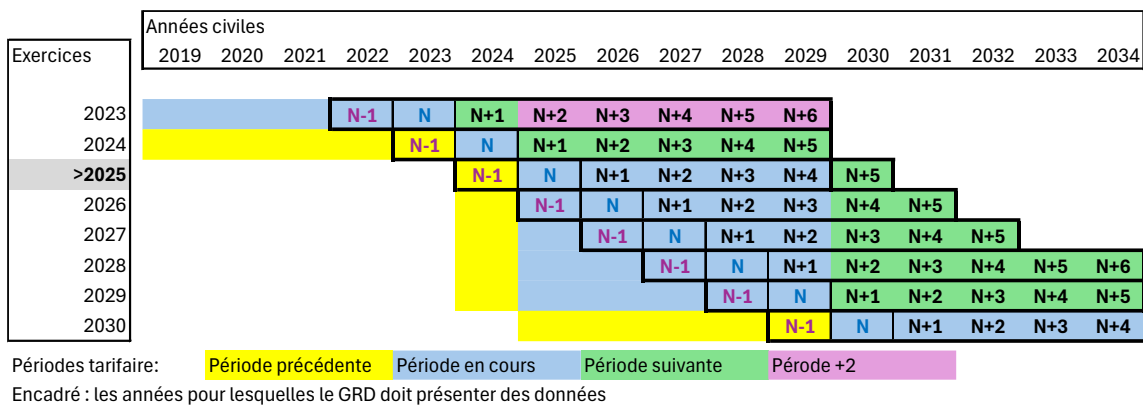 Années civiles
Exercices 2019 2020 2021 2022 2023 2024 2025 2026 2027 2028 2029 2030 2031 2032 2033 2034
2023 N-1 N N+1 N+2 N+3 N+4 N+5 N+6
2024 N-1 N N+1 N+2 N+3 N+4 N+5
>2025 N-1 N N+1 N+2 N+3 N+4 N+5
2026 N-1 N N+1 N+2 N+3 N+4 N+5
2027 N-1 N N+1 N+2 N+3 N+4 N+5
2028 N-1 N N+1 N+2 N+3 N+4 N+5 N+6
2029 N-1 N N+1 N+2 N+3 N+4 N+5
2030 N-1 N N+1 N+2 N+3 N+4
Périodes tarifaire: Période précédente Période en cours Période suivante Pérode +2
Encadré : les années pour lesquelles le GRD doit présenter des données